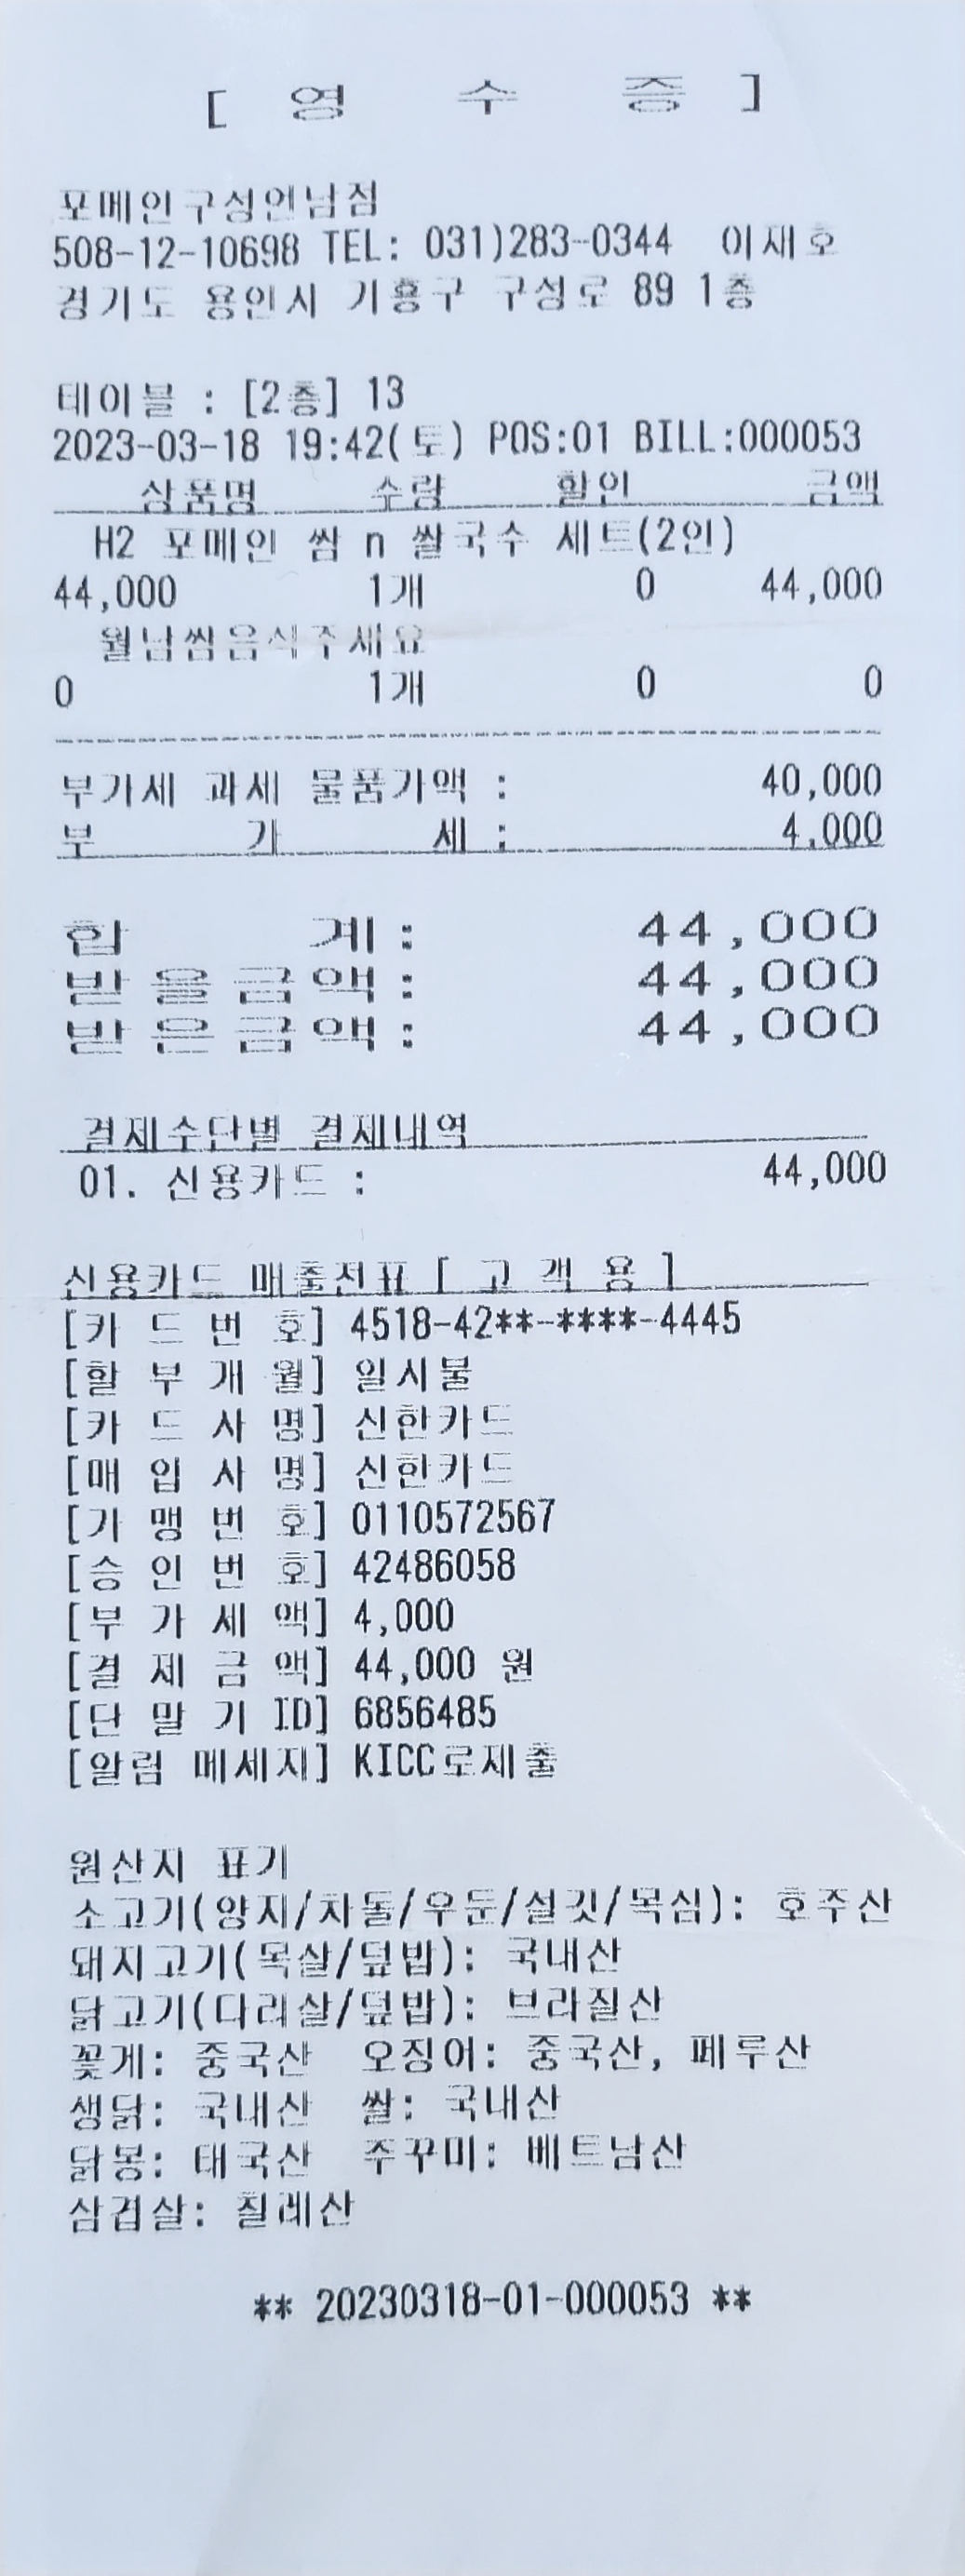 [ 영 수 증 ]
포메인구성연남점
508-12-10698 TEL: 031)283-0344 이재호
경기도 용인시 기흥구 구성로 89 1층
테이블 : [2층] 13
2023-03-18 19:42(토) POS:01 BILL:000053
상품명 수량 할인 금액
H2 포메인 쌈 n 쌀국수 세트(2인)
44,000 1개 0 44,000
월남쌈음식주세요
0 1개 0 0
부가세 과세 물품가액 : 40,000
부 가 세 : 4,000
합 계 : 44,000
받을금액 : 44,000
받은금액 : 44,000
결제수단별 결제내역
01. 신용카드 : 44,000
신용카드 매출전표 [ 고 객 용 ]
[카 드 번 호] 4518-42**-****-4445
[할 부 개 월] 일시불
[카 드 사 명] 신한카드
[매 입 사 명] 신한카드
[가 맹 번 호] 0110572567
[승 인 번 호] 42486058
[부 가 세 액] 4,000
[결 제 금 액] 44,000 원
[단 말 기 ID] 6856485
[알림 메세지] KICC로제출
원산지 표기
소고기(양지/차돌/우둔/설깃/목심): 호주산
돼지고기(목살/덮밥): 국내산
닭고기(다리살/덮밥): 브라질산
꽃게: 중국산 오징어: 중국산, 페루산
생닭: 국내산 쌀: 국내산
닭봉: 태국산 주꾸미: 베트남산
삼겹살: 칠레산
** 20230318-01-000053 **